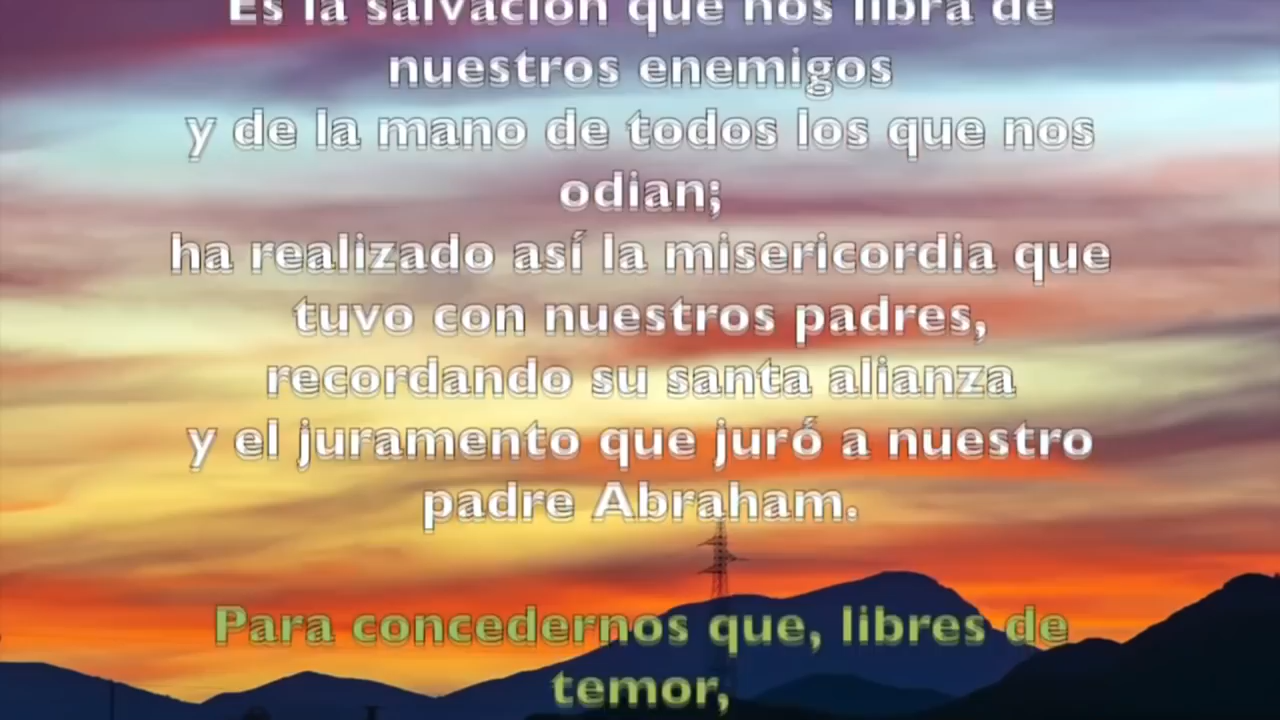 Es la salvación que nos libra de
nuestros enemigos
y de la mano de todos los que nos
odian;
ha realizado así la misericordia que
tuvo con nuestros padres,
recordando su santa alianza
y el juramento que juró a nuestro
padre Abraham.
Para concedernos que, libres de
temor,